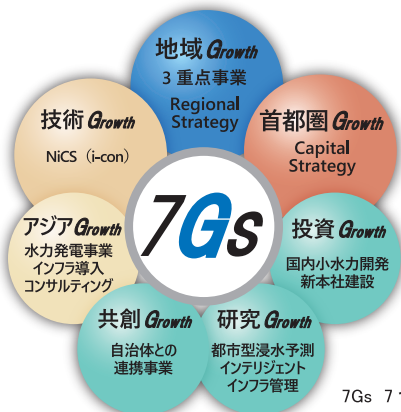 地域 Growth
3 重点事業
Regional
Strategy
首都圏 Growth
Capital
Strategy
投資 Growth
国内小水力開発
新本社建設
研究 Growth
都市型浸水予測
インテリジェント
インフラ管理
共創 Growth
自治体との
連携事業
アジア Growth
水力発電事業
インフラ導入
コンサルティング
技術 Growth
NiCS（i-con）
7Gs
7Gs